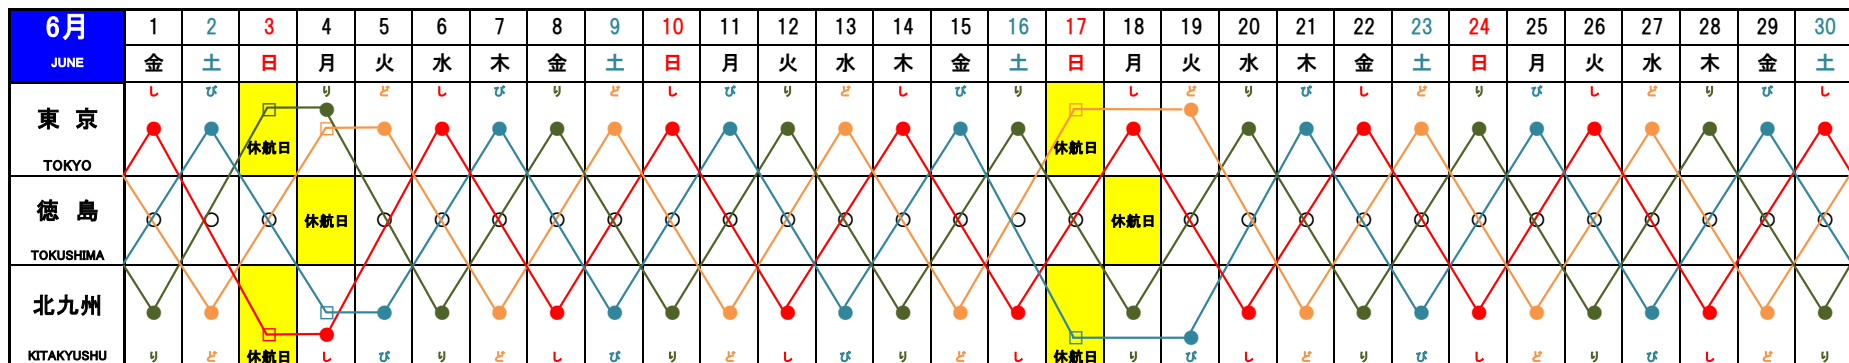 6月 1 2 3 4 5 6 7 8 9 10 11 12 13 14 15 16 17 18 19 20 21 22 23 24 25 26 27 28 29 30
JUNE 金 土 日 月 火 水 木 金 土 日 月 火 水 木 金 土 日 月 火 水 木 金 土 日 月 火 水 木 金 土
し び り ど し び り ど し び り ど し び り し ど り び し ど り び し ど り び し
東 京
休航日 休航日
TOKYO
徳 島 休航日 休航日
TOKUSHIMA
北九州
KITAKYUSHU り ど 休航日 し び り ど し び り ど し び り ど し 休航日 り び し ど り び し ど り び し ど り